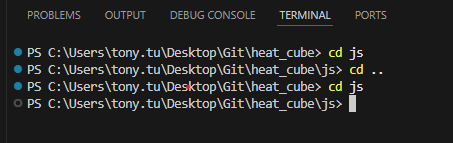 PROBLEMS OUTPUT DEBUG CONSOLE TERMINAL PORTS
PS C:\Users\tony.tu\Desktop\Git\heat_cube> cd js
PS C:\Users\tony.tu\Desktop\Git\heat_cube\js> cd ..
PS C:\Users\tony.tu\Desktop\Git\heat_cube> cd js
PS C:\Users\tony.tu\Desktop\Git\heat_cube\js>